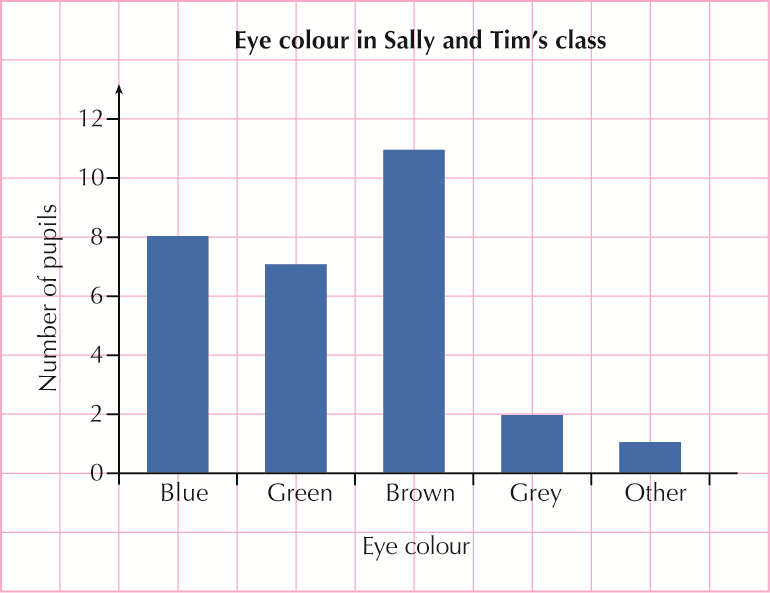 Eye colour in Sally and Tim's class
Number of pupils
12
10
8
6
4
2
0
Blue Green Brown Grey Other
Eye colour